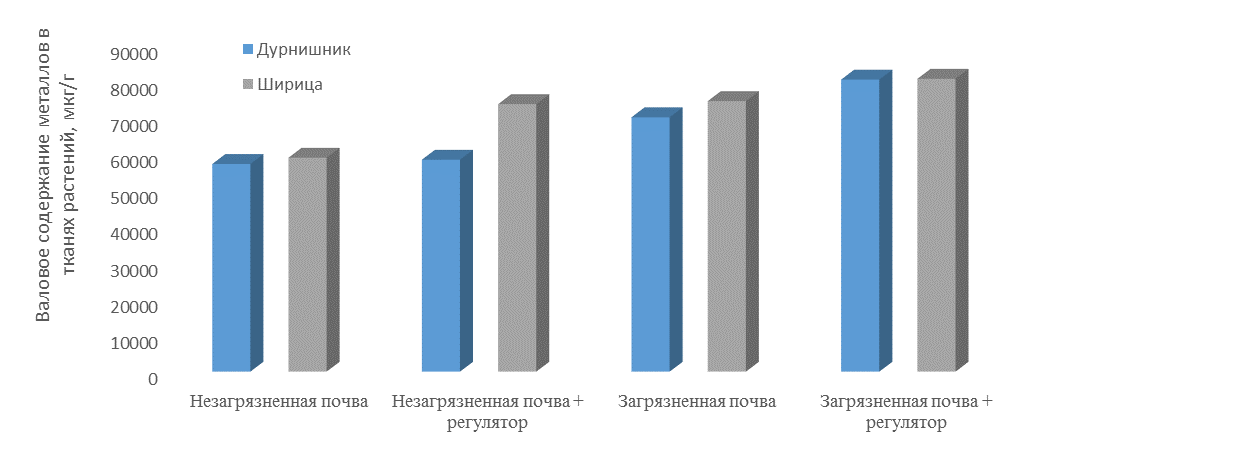 Валовое содержание металлов в
тканях растений, мкг/г
90000
80000
70000
60000
50000
40000
30000
20000
10000
0
Дурнишник
Ширица
Незагрязненная почва
Незагрязненная почва +
регулятор
Загрязненная почва
Загрязненная почва +
регулятор